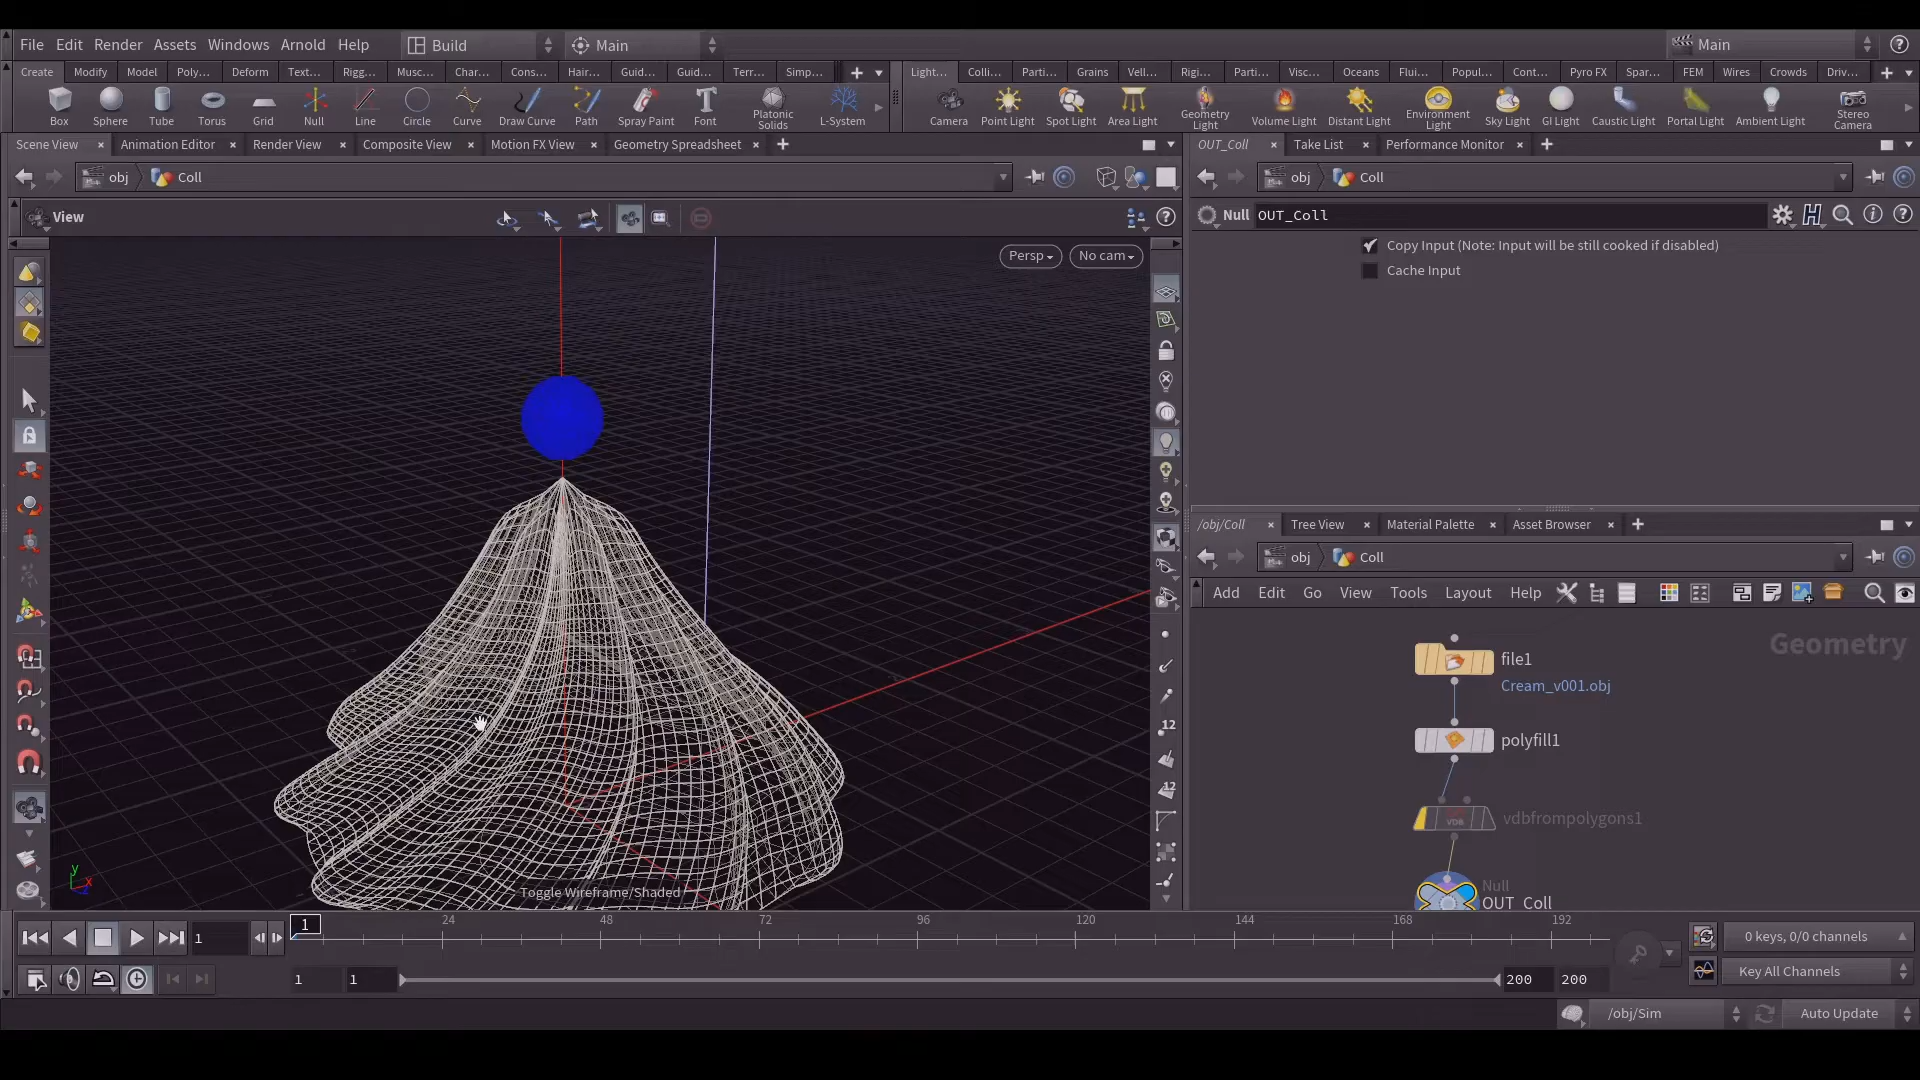 File Edit Render Assets Windows Arnold Help Build Main Main
Create Modify Model Poly... Deform Text... Rigg... Musc... Char... Cons... Hair... Guid... Guid... Terr... Simp... Light... Colli... Parti... Grains Vell... Rigi... Parti... Visc... Oceans Flui... Popul... Cont... Pyro FX Spar... FEM Wires Crowds Driv...
Box Sphere Tube Torus Grid Null Line Circle Curve Draw Curve Path Spray Paint Font Platonic Solids L-System Camera Point Light Spot Light Area Light Geometry Light Volume Light Distant Light Environment Light Sky Light GI Light Caustic Light Portal Light Ambient Light Stereo Camera
Scene View Animation Editor Render View Composite View Motion FX View Geometry Spreadsheet OUT_Coll Take List Performance Monitor
obj Coll obj Coll
View
Null OUT_Coll
Copy Input (Note: Input will be still cooked if disabled)
Persp No cam
Cache Input
/obj/Coll Tree View Material Palette Asset Browser
obj Coll
Add Edit Go View Tools Layout Help
Geometry
file1
Cream_v001.obj
12
polyfill1
12
VDB vdbfrompolygons1
y
x
Toggle Wireframe/Shaded
Null
OUT_Coll
1 1 24 48 72 96 120 144 168 192 0 keys, 0/0 channels
1 1 200 200 Key All Channels
/obj/Sim Auto Update